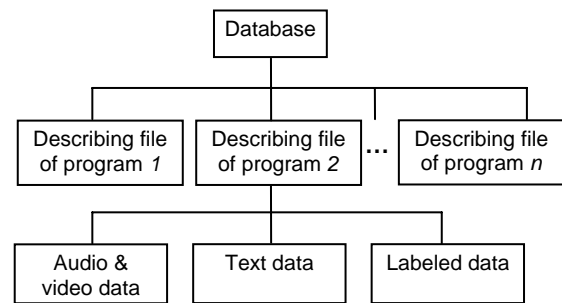 Database
Describing file
of program 1
Describing file
of program 2
...
Describing file
of program n
Audio &
video data
Text data
Labeled data